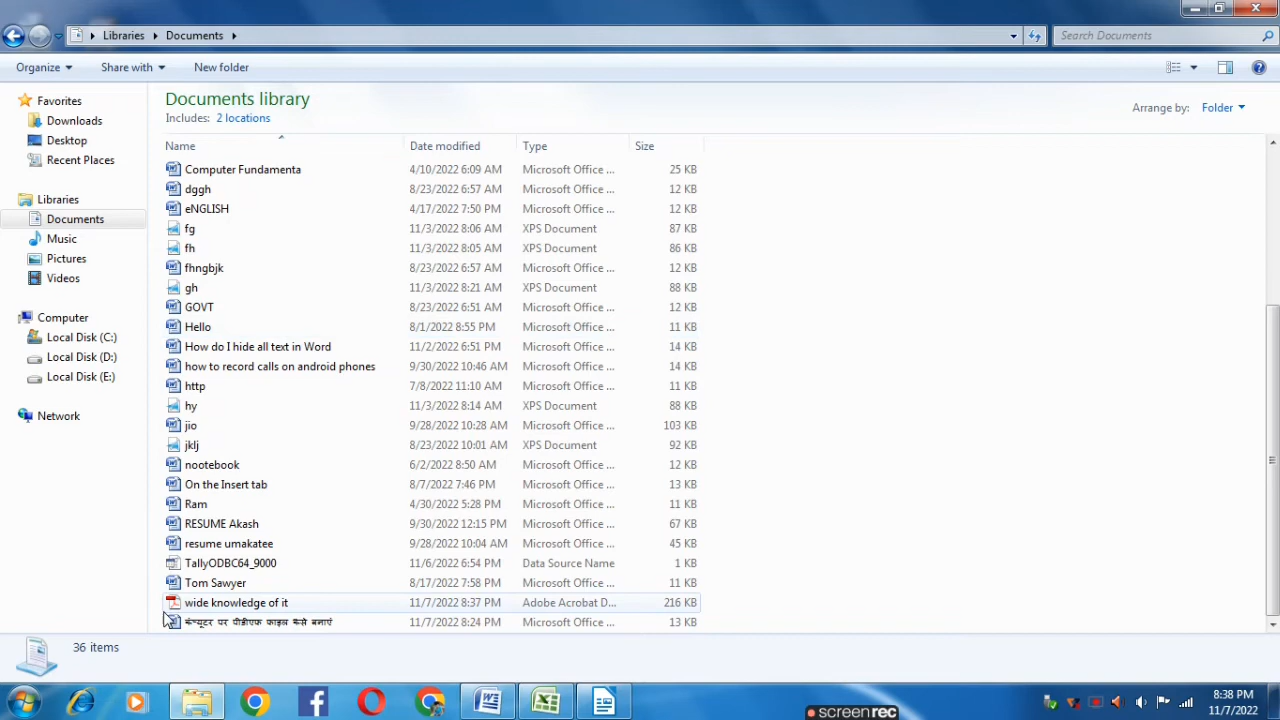 Libraries Documents
Search Documents
Organize Share with New folder
Documents library
Includes: 2 locations
Arrange by: Folder
Favorites
Downloads
Desktop
Recent Places
Libraries
Documents
Music
Pictures
Videos
Computer
Local Disk (C:)
Local Disk (D:)
Local Disk (E:)
Network
Name Date modified Type Size
Computer Fundamenta 4/10/2022 6:09 AM Microsoft Office ... 25 KB
dggh 8/23/2022 6:57 AM Microsoft Office ... 12 KB
eNGLISH 4/17/2022 7:50 PM Microsoft Office ... 12 KB
fg 11/3/2022 8:06 AM XPS Document 87 KB
fh 11/3/2022 8:05 AM XPS Document 86 KB
fhngbjk 8/23/2022 6:57 AM Microsoft Office ... 12 KB
gh 11/3/2022 8:21 AM XPS Document 88 KB
GOVT 8/23/2022 6:51 AM Microsoft Office ... 12 KB
Hello 8/1/2022 8:55 PM Microsoft Office ... 11 KB
How do I hide all text in Word 11/2/2022 6:51 PM Microsoft Office ... 14 KB
how to record calls on android phones 9/30/2022 10:46 AM Microsoft Office ... 14 KB
http 7/8/2022 11:10 AM Microsoft Office ... 11 KB
hy 11/3/2022 8:14 AM XPS Document 88 KB
jio 9/28/2022 10:28 AM Microsoft Office ... 103 KB
jklj 8/23/2022 10:01 AM XPS Document 92 KB
nootebook 6/2/2022 8:50 AM Microsoft Office ... 12 KB
On the Insert tab 8/7/2022 7:46 PM Microsoft Office ... 13 KB
Ram 4/30/2022 5:28 PM Microsoft Office ... 11 KB
RESUME Akash 9/30/2022 12:15 PM Microsoft Office ... 67 KB
resume umakatee 9/28/2022 10:04 AM Microsoft Office ... 45 KB
TallyODBC64_9000 11/6/2022 6:54 PM Data Source Name 1 KB
Tom Sawyer 8/17/2022 7:58 PM Microsoft Office ... 11 KB
wide knowledge of it 11/7/2022 8:37 PM Adobe Acrobat D... 216 KB
कंप्यूटर पर पीडीएफ फाइल कैसे बनाएं 11/7/2022 8:24 PM Microsoft Office ... 13 KB
36 items
8:38 PM
11/7/2022
screenrec